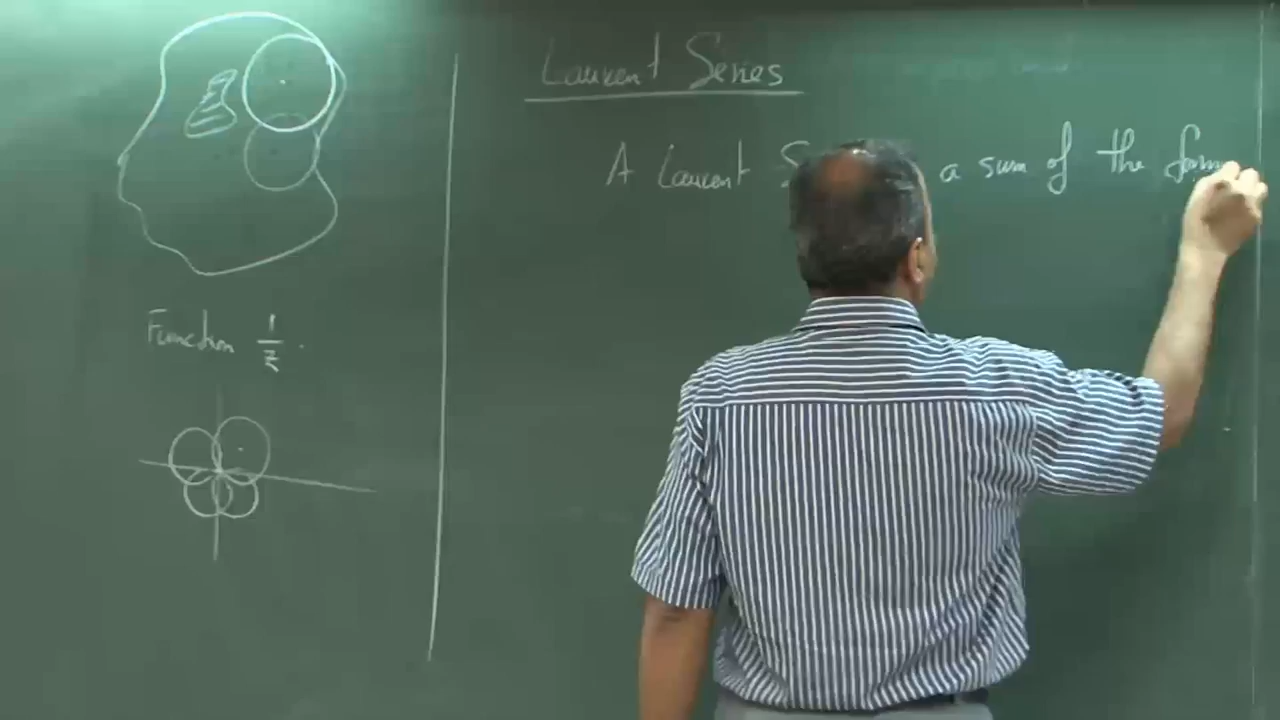 Laurent Series
A Laurent a sum of the form
Function 1/z.